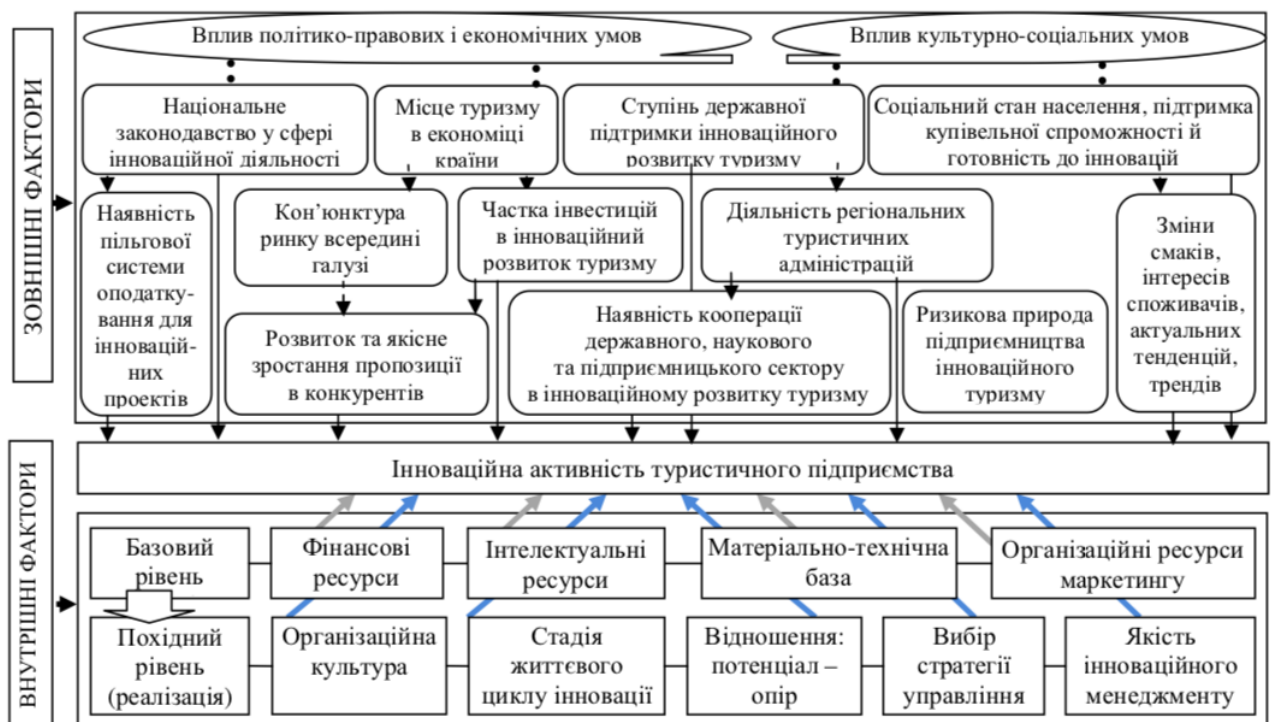 ЗОВНІШНІ ФАКТОРИ
Вплив політико-правових і економічних умов
Вплив культурно-соціальних умов
Національне
законодавство у сфері
інноваційної діяльності
Місце туризму
в економіці
країни
Ступінь державної
підтримки інноваційного
розвитку туризму
Соціальний стан населення, підтримка
купівельної спроможності й
готовність до інновацій
Наявність
пільгової
системи
оподатку-
вання для
інновацій-
них
проектів
Кон’юнктура
ринку всередині
галузі
Частка інвестицій
в інноваційний
розвиток туризму
Діяльність регіональних
туристичних
адміністрацій
Зміни
смаків,
інтересів
споживачів,
актуальних
тенденцій,
трендів
Розвиток та якісне
зростання пропозиції
в конкурентів
Наявність кооперації
державного, наукового
та підприємницького сектору
в інноваційному розвитку туризму
Ризикова природа
підприємництва
інноваційного
туризму
Інноваційна активність туристичного підприємства
ВНУТРІШНІ ФАКТОРИ
Базовий
рівень
Фінансові
ресурси
Інтелектуальні
ресурси
Матеріально-технічна
база
Організаційні ресурси
маркетингу
Похідний
рівень
(реалізація)
Організаційна
культура
Стадія
життєвого
циклу інновації
Відношення:
потенціал –
опір
Вибір
стратегії
управління
Якість
інноваційного
менеджменту